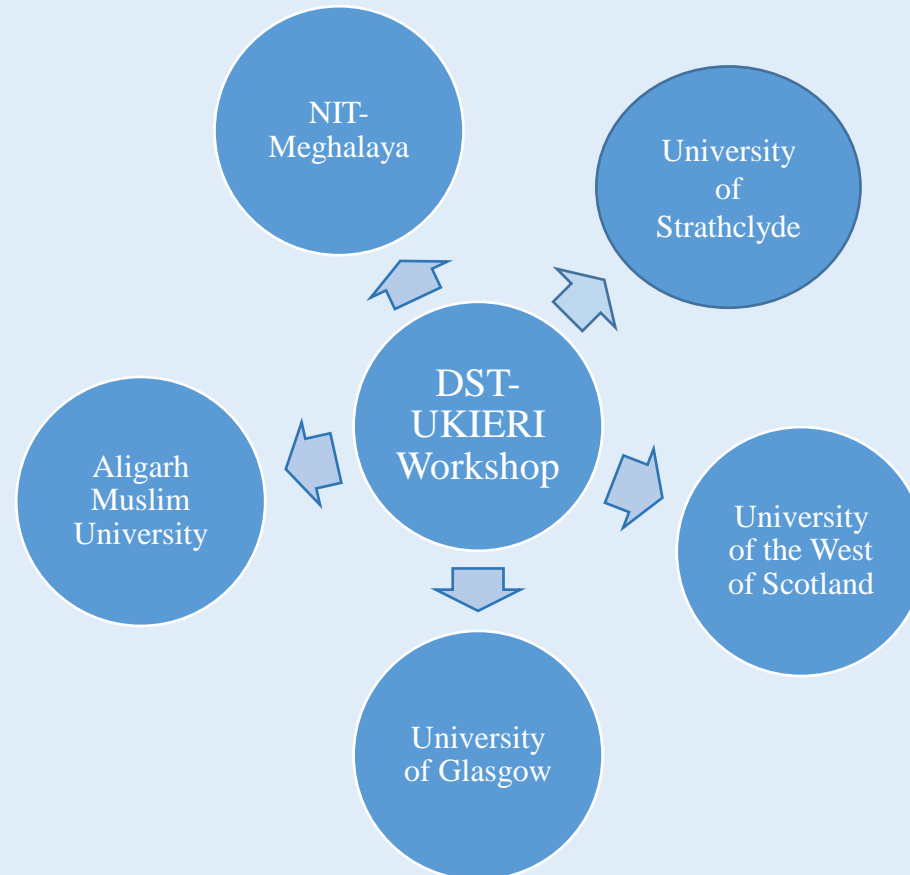 NIT-
Meghalaya
University
of
Strathclyde
DST-
UKIERI
Workshop
Aligarh
Muslim
University
University
of the West
of Scotland
University
of Glasgow